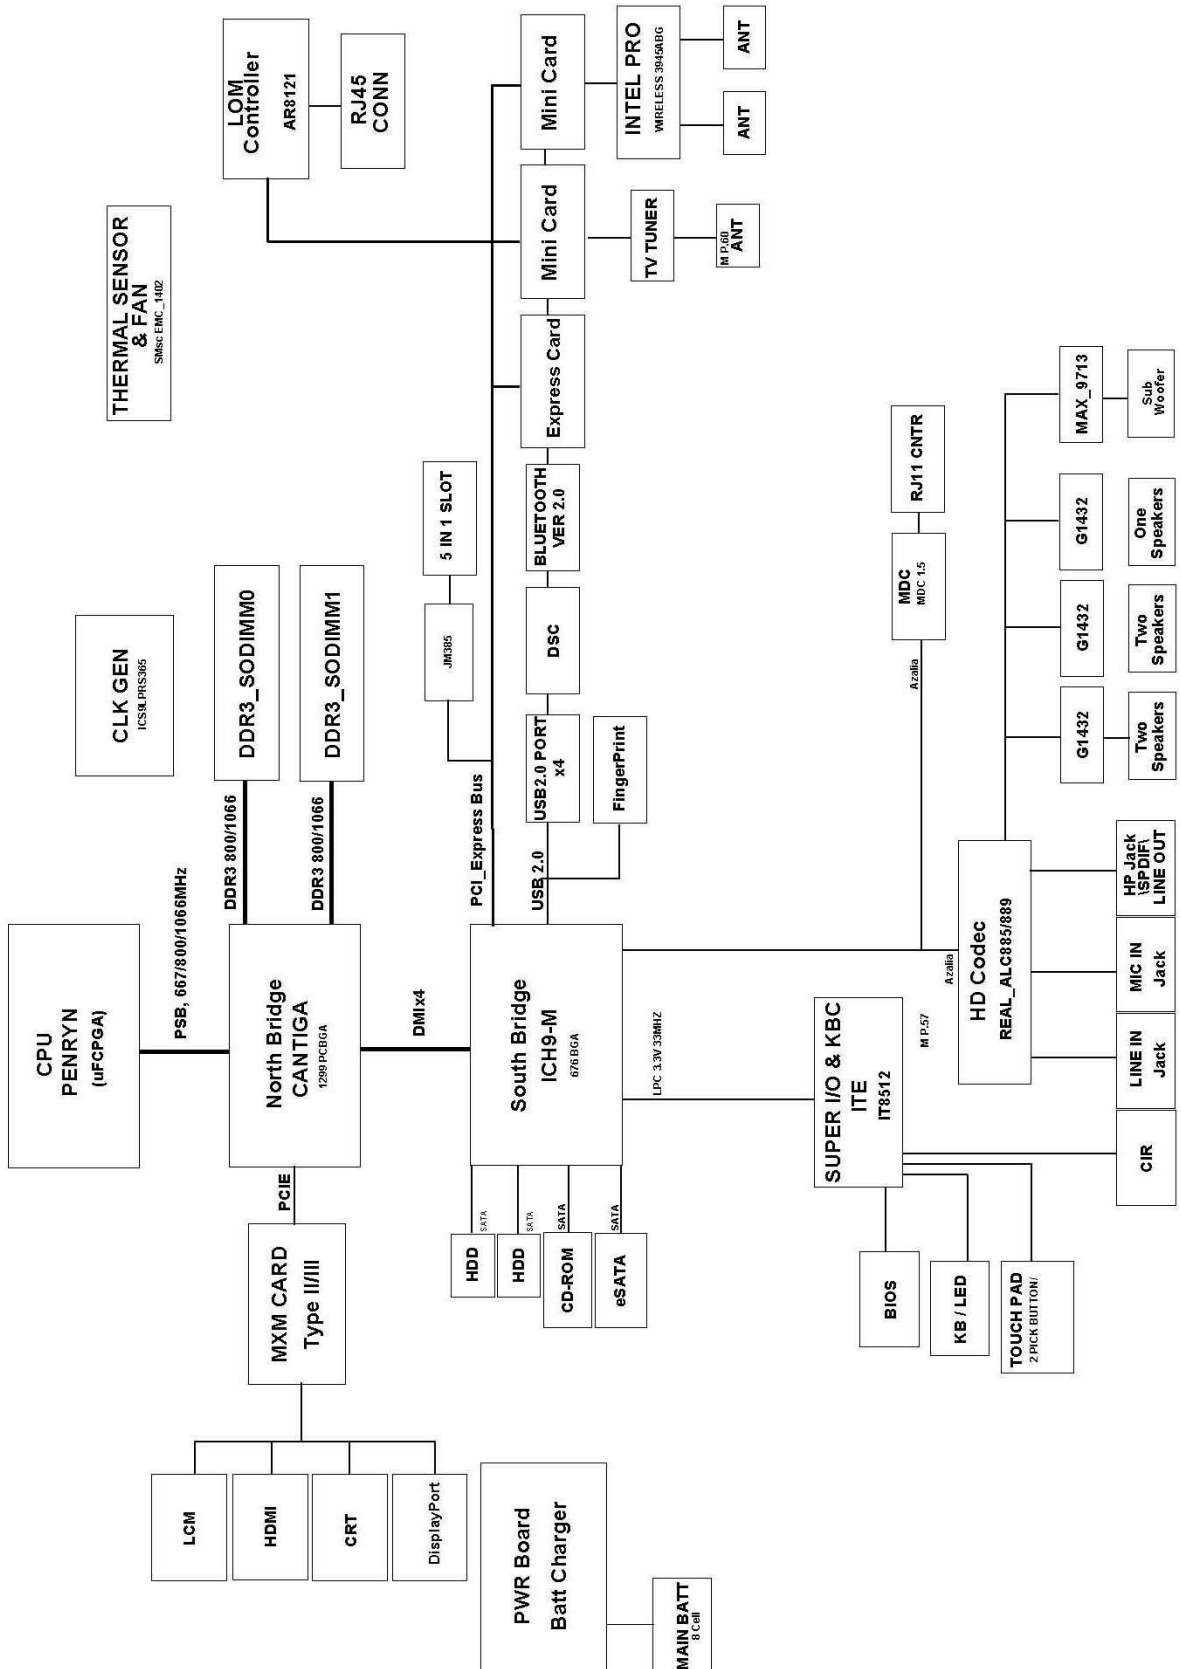 CPU
PENRYN
(uFCPGA)
PSB, 667/800/1066MHz
CLK GEN
ICS9LPRS365
THERMAL SENSOR
& FAN
SMsc EMC_1402
LOM
Controller
AR8121
RJ45
CONN
North Bridge
CANTIGA
1299 PCBGA
DDR3 800/1066
DDR3_SODIMM0
DDR3 800/1066
DDR3_SODIMM1
PCIE
MXM CARD
Type II/III
LCM
HDMI
CRT
DisplayPort
DMIx4
South Bridge
ICH9-M
676 BGA
PCI_Express Bus
JM385
5 IN 1 SLOT
USB 2.0
USB2.0 PORT
x4
DSC
BLUETOOTH
VER 2.0
Express Card
Mini Card
Mini Card
FingerPrint
TV TUNER
M P.60
ANT
INTEL PRO
WIRELESS 3945ABG
ANT
ANT
HDD
SATA
HDD
SATA
CD-ROM
SATA
eSATA
SATA
LPC 3.3V 33MHZ
SUPER I/O & KBC
ITE
IT8512
M P.57
BIOS
KB / LED
TOUCH PAD
2 PICK BUTTON/
CIR
Azalia
MDC
MDC 1.5
RJ11 CNTR
Azalia
HD Codec
REAL_ALC885/889
LINE IN
Jack
MIC IN
Jack
HP Jack
\SPDIF\
LINE OUT
G1432
Two
Speakers
G1432
Two
Speakers
G1432
One
Speakers
MAX_9713
Sub
Woofer
PWR Board
Batt Charger
MAIN BATT
8 Cell